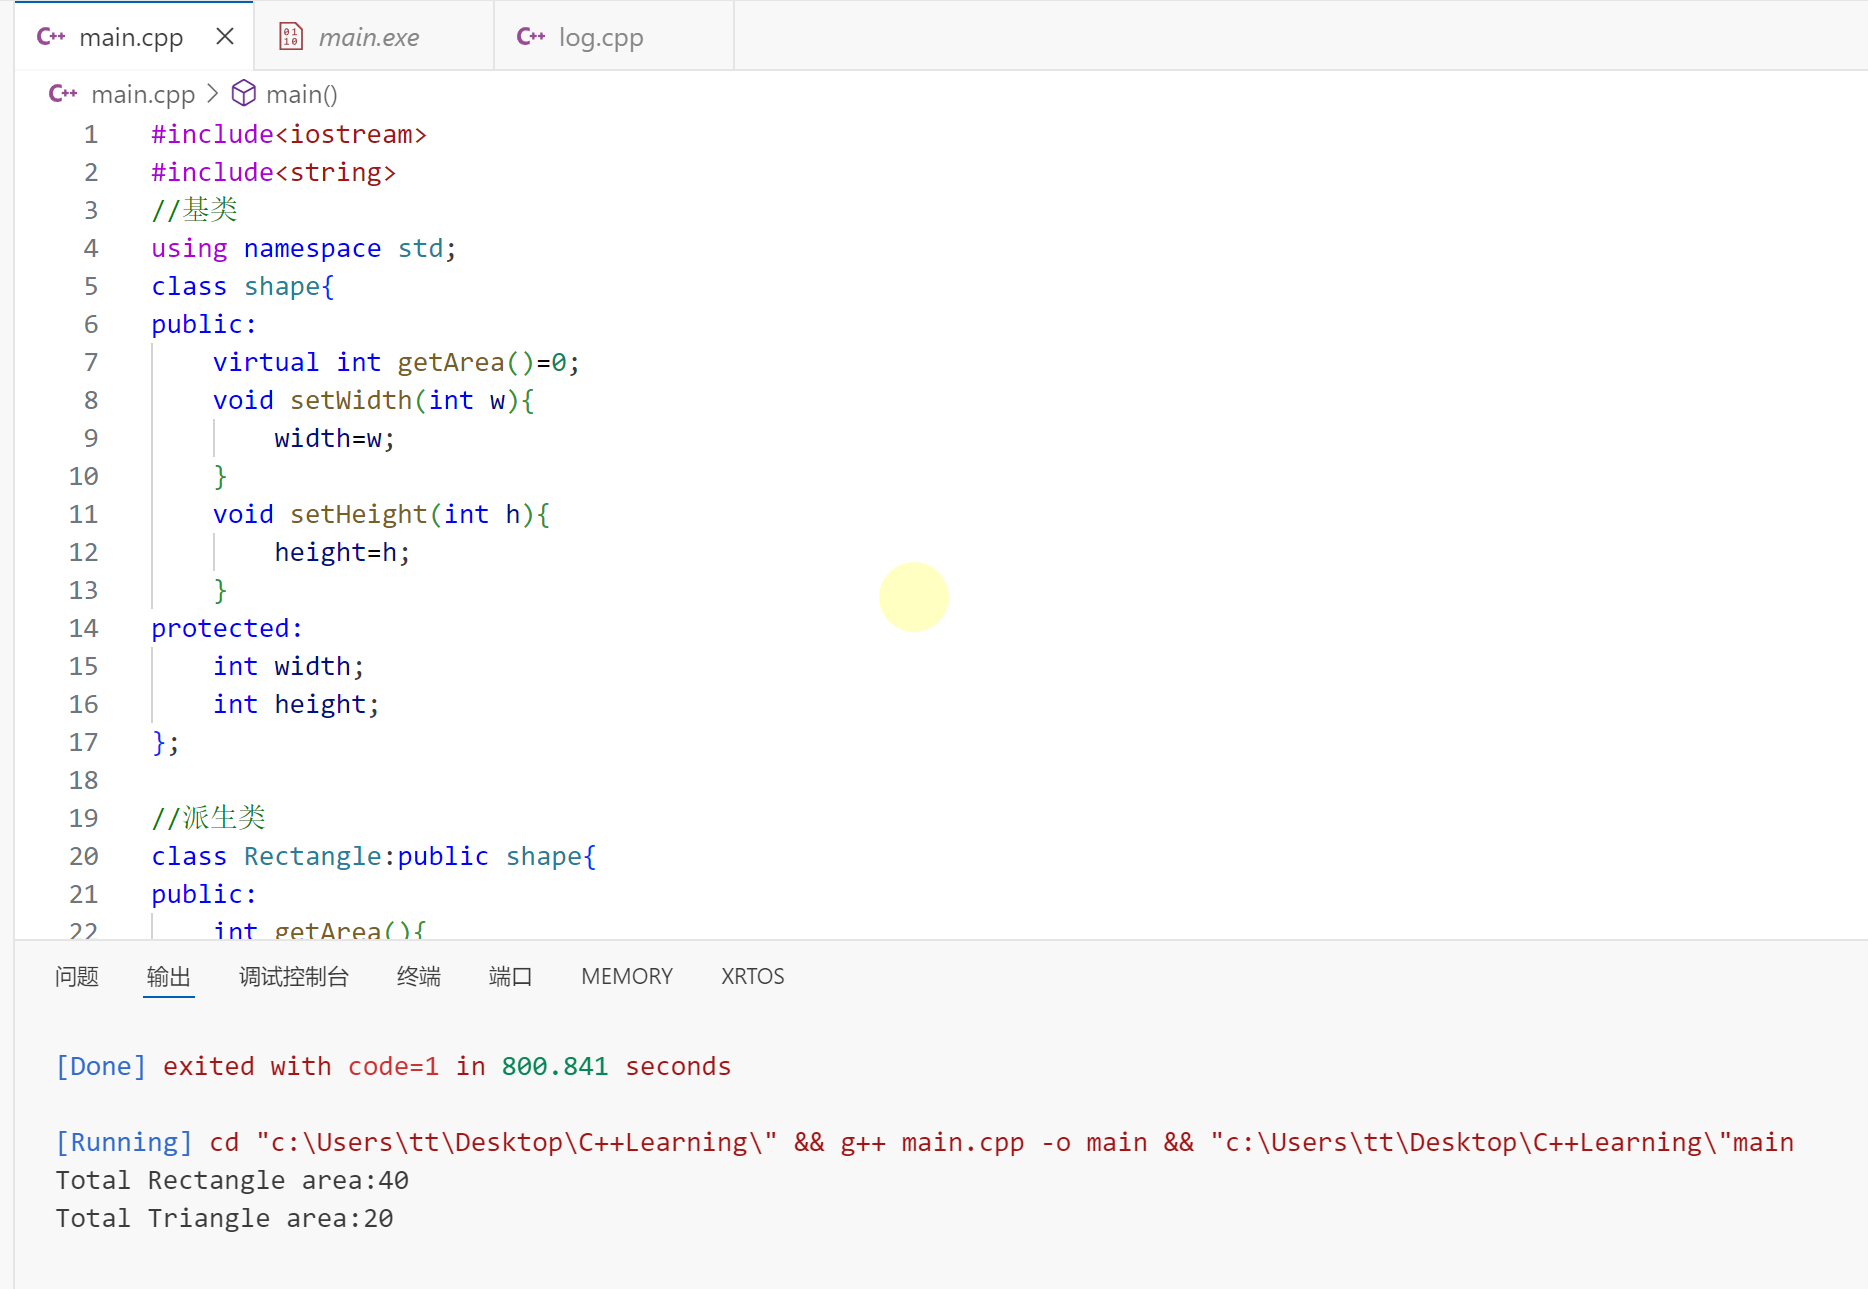 C++ main.cpp main.exe C++ log.cpp
C++ main.cpp > main()
1 #include<iostream>
2 #include<string>
3 //基类
4 using namespace std;
5 class shape{
6 public:
7 virtual int getArea()=0;
8 void setWidth(int w){
9 width=w;
10 }
11 void setHeight(int h){
12 height=h;
13 }
14 protected:
15 int width;
16 int height;
17 };
18
19 //派生类
20 class Rectangle:public shape{
21 public:
22 int getArea(){
问题 输出 调试控制台 终端 端口 MEMORY XRTOS
[Done] exited with code=1 in 800.841 seconds
[Running] cd "c:\Users\tt\Desktop\C++Learning\" && g++ main.cpp -o main && "c:\Users\tt\Desktop\C++Learning\"main
Total Rectangle area:40
Total Triangle area:20